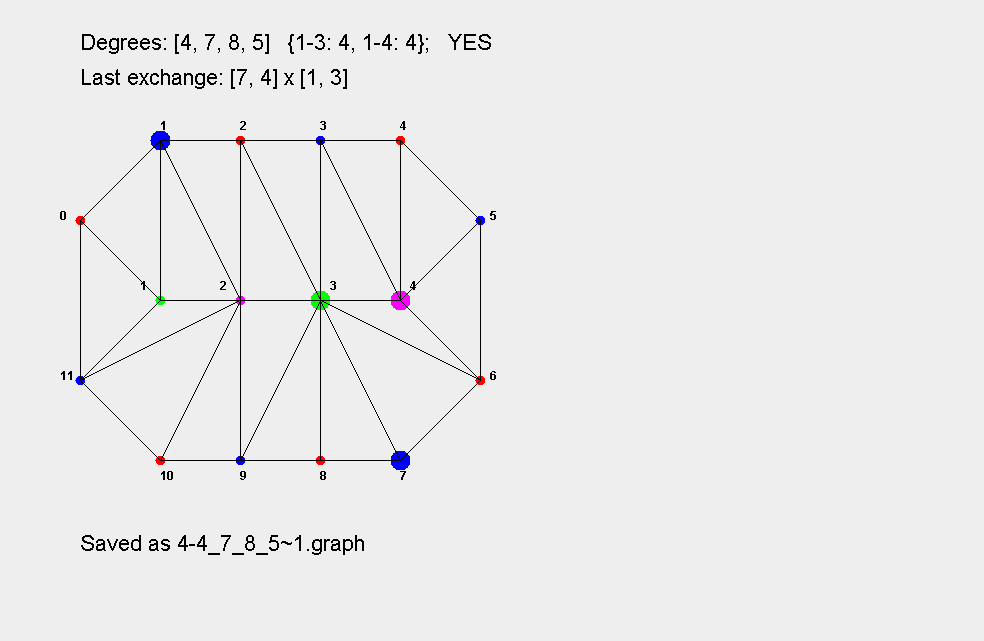 Degrees: [4, 7, 8, 5]   {1-3: 4, 1-4: 4};   YES
Last exchange: [7, 4] x [1, 3]
1 2 3 4
0 5
1 2 3 4
11 6
10 9 8 7
Saved as 4-4_7_8_5~1.graph